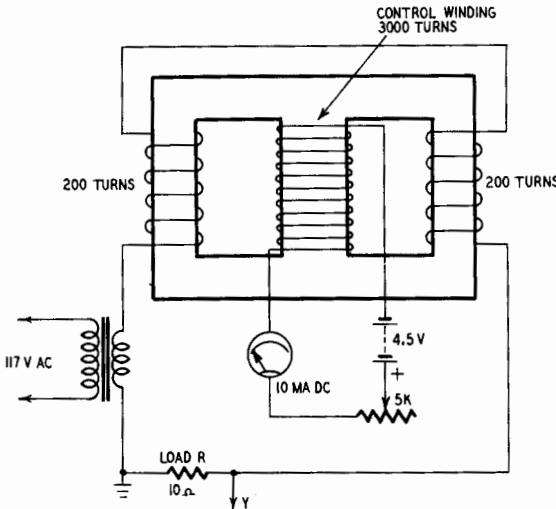 CONTROL WINDING
3000 TURNS
200 TURNS
200 TURNS
4.5 V
+
117 V AC
10 MA DC
5K
LOAD R
10Ω
Y